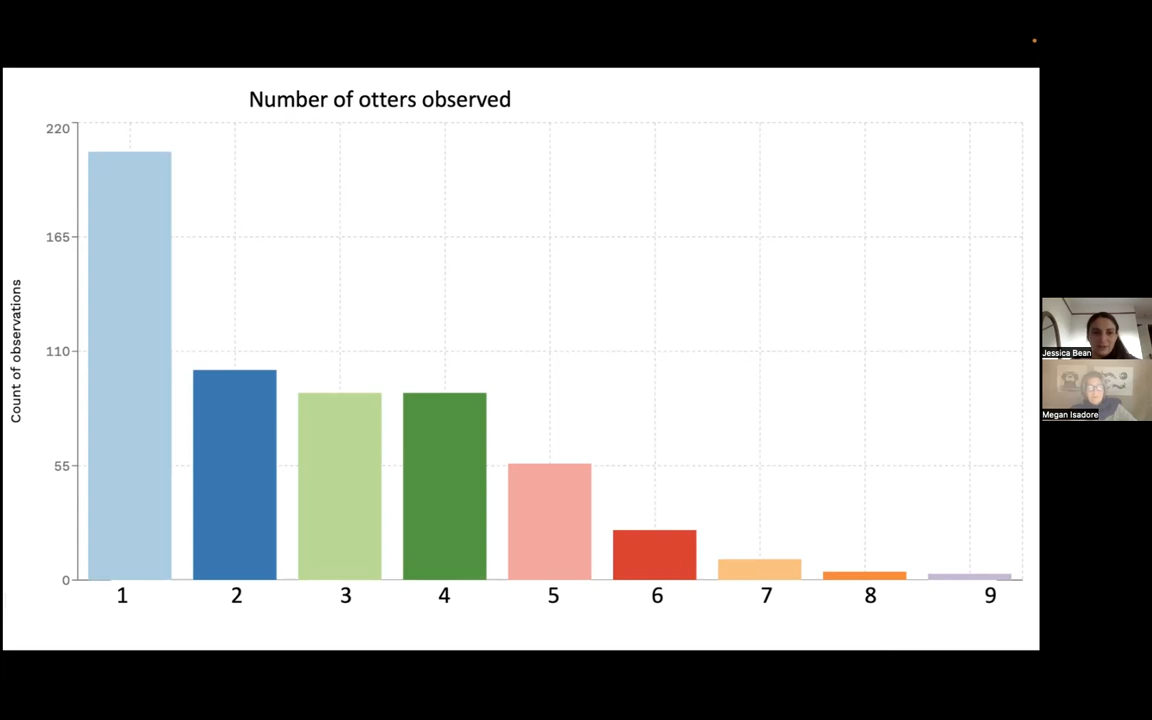 Number of otters observed
220
165
110
55
0
Count of observations
1 2 3 4 5 6 7 8 9
Jessica Bean
Megan Isadore